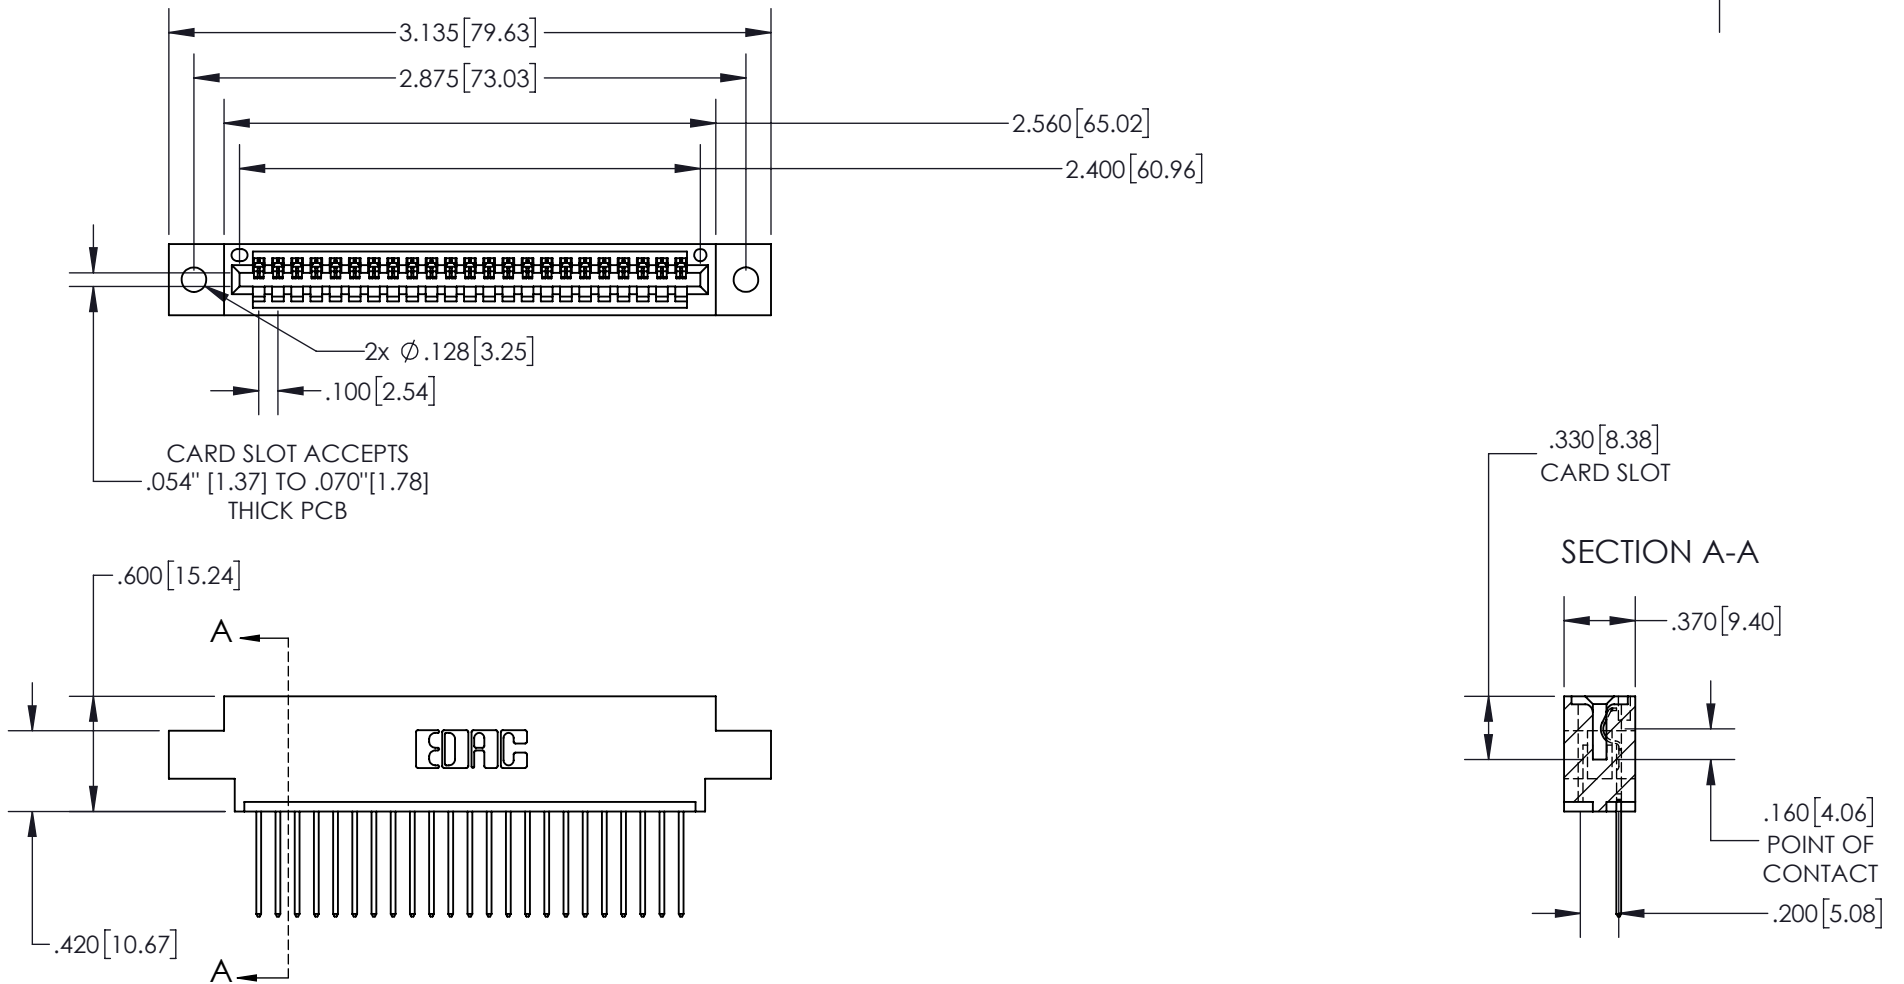 3.135[79.63]
2.875[73.03]
2.560[65.02]
2.400[60.96]
2x ∅.128[3.25]
.100[2.54]
CARD SLOT ACCEPTS
.054" [1.37] TO .070"[1.78]
THICK PCB
.330[8.38]
CARD SLOT
SECTION A-A
.600[15.24]
.370[9.40]
A
EDAC
.160[4.06]
POINT OF
CONTACT
.200[5.08]
.420[10.67]
A